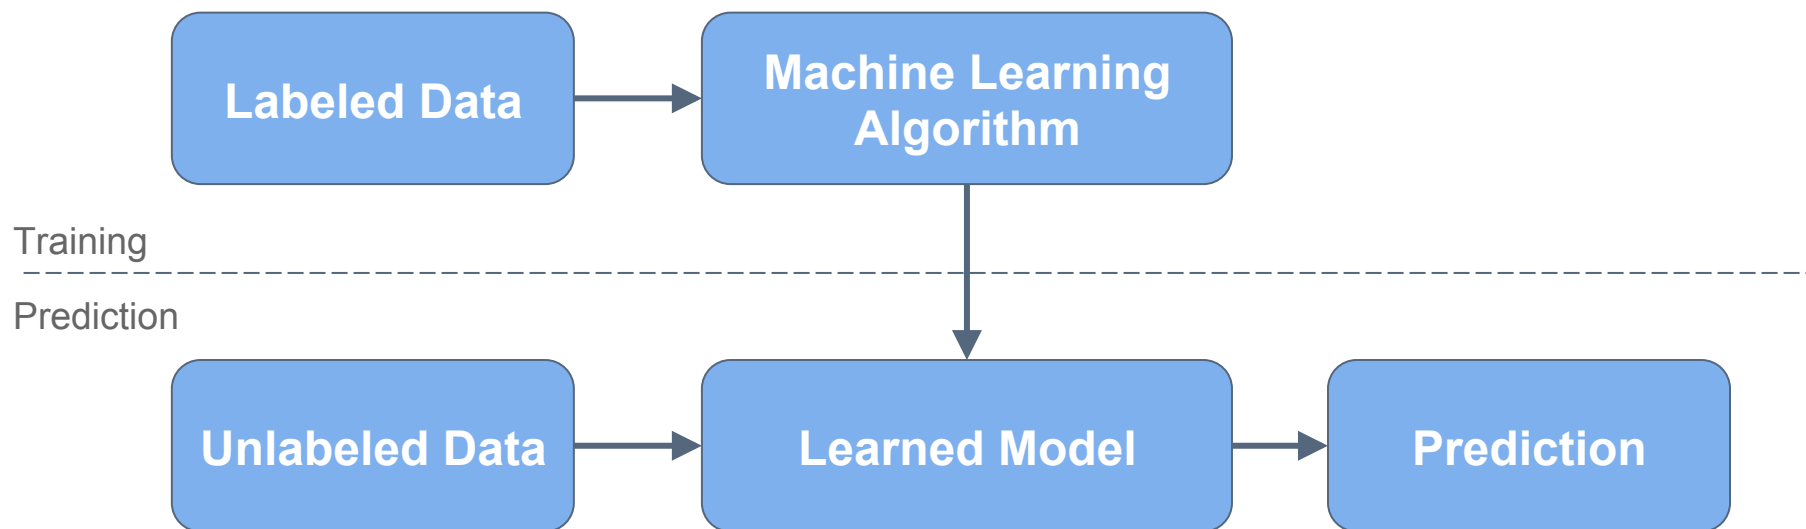 Labeled Data
Machine Learning
Algorithm
Training
Prediction
Unlabeled Data
Learned Model
Prediction